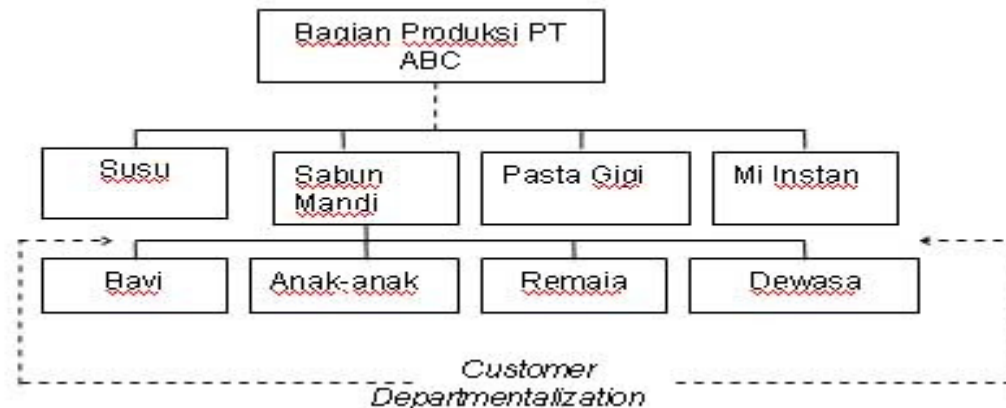 Bagian Produksi PT
ABC
Susu
Sabun
Mandi
Pasta Gigi
Mi Instan
Bayi
Anak-anak
Remaja
Dewasa
Customer
Departmentalization